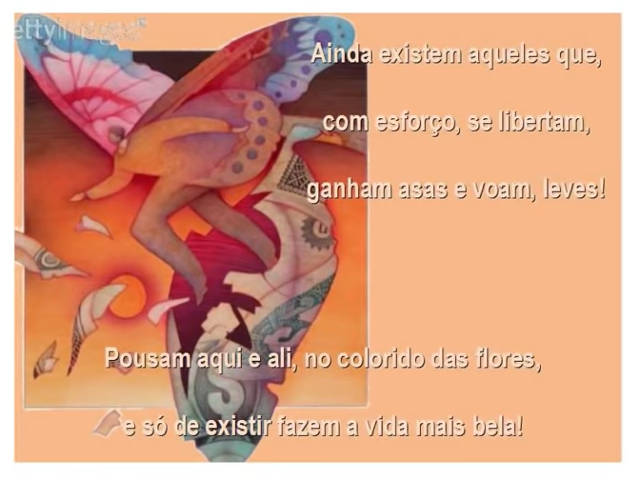 gettyimages®
Ainda existem aqueles que,
com esforço, se libertam,
ganham asas e voam, leves!
Pousam aqui e ali, no colorido das flores,
e só de existir fazem a vida mais bela!